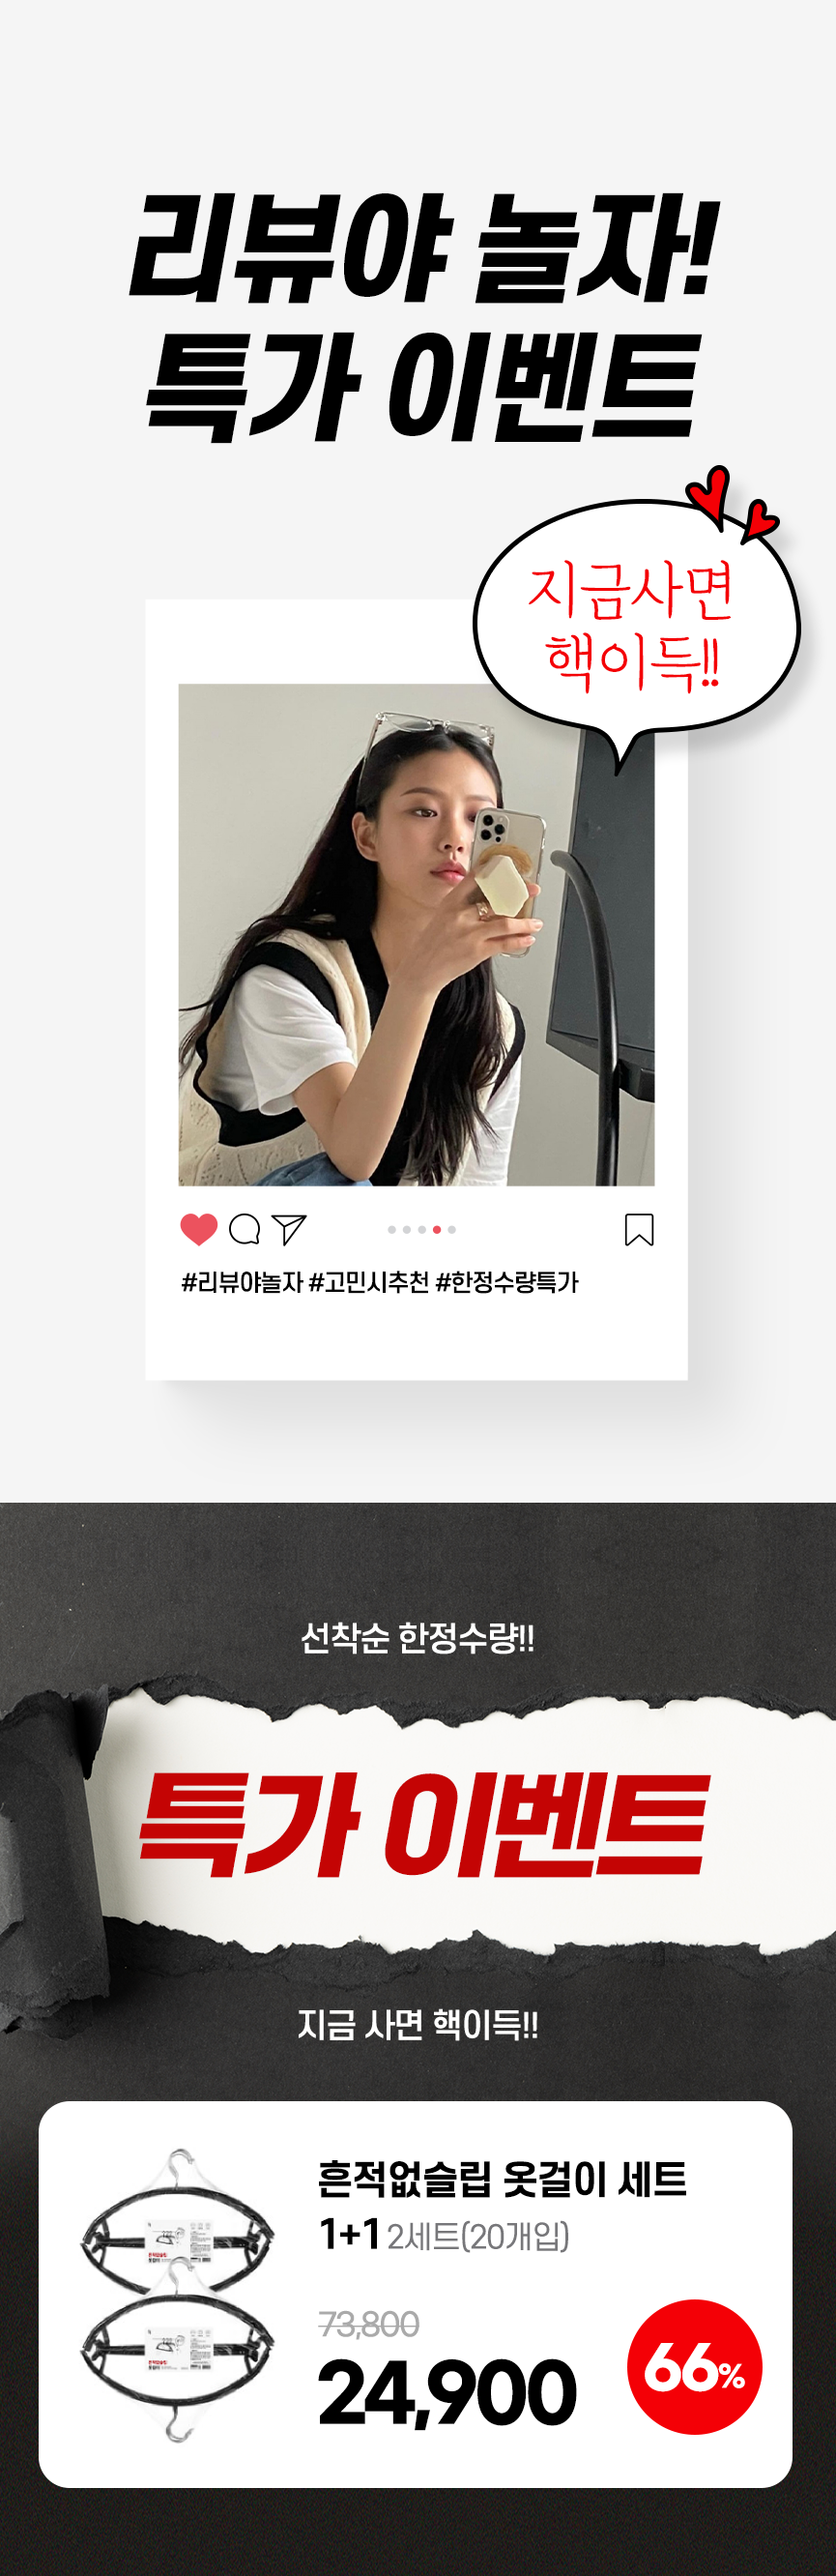 리뷰야 놀자!
특가 이벤트
지금사면
핵이득!!
#리뷰야놀자 #고민시추천 #한정수량특가
선착순 한정수량!!
특가 이벤트
지금 사면 핵이득!!
흔적없슬립 옷걸이 세트
1+1 2세트(20개입)
73,800
24,900
66%